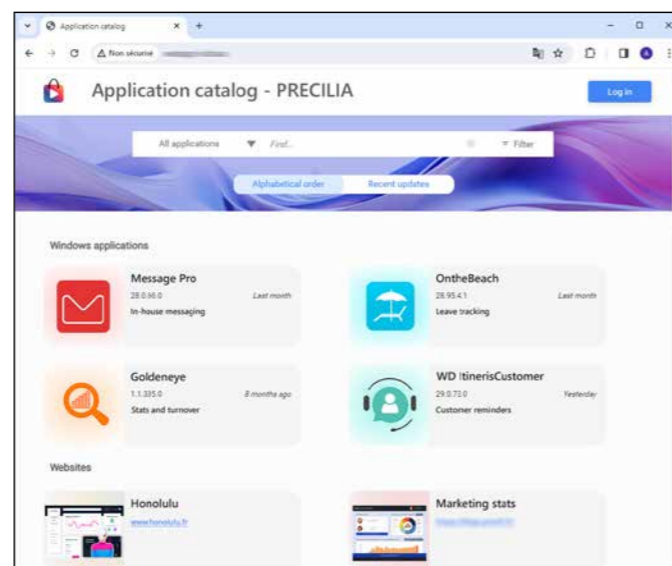 Application catalog
Non sécurisé
Application catalog - PRECILIA
Log in
All applications
Find...
Filter
Alphabetical order
Recent updates
Windows applications
Message Pro
28.0.66.0
Last month
In-house messaging
OntheBeach
28.95.4.1
Last month
Leave tracking
Goldeneye
1.1.335.0
8 months ago
Stats and turnover
WD ItinerisCustomer
29.0.73.0
Yesterday
Customer reminders
Websites
Honolulu
www.honolulu.fr
Marketing stats